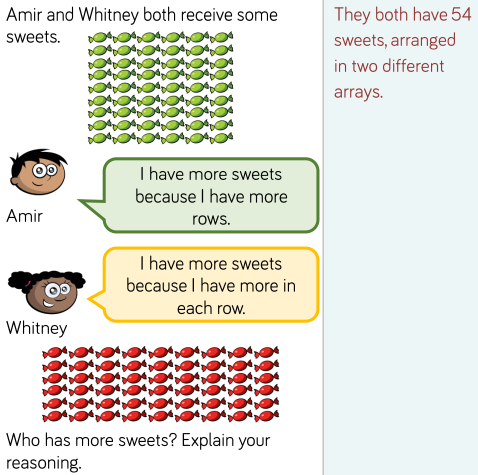 Amir and Whitney both receive some
sweets.
I have more sweets
because I have more
rows.
Amir
I have more sweets
because I have more in
each row.
Whitney
Who has more sweets? Explain your
reasoning.
They both have 54
sweets, arranged
in two different
arrays.